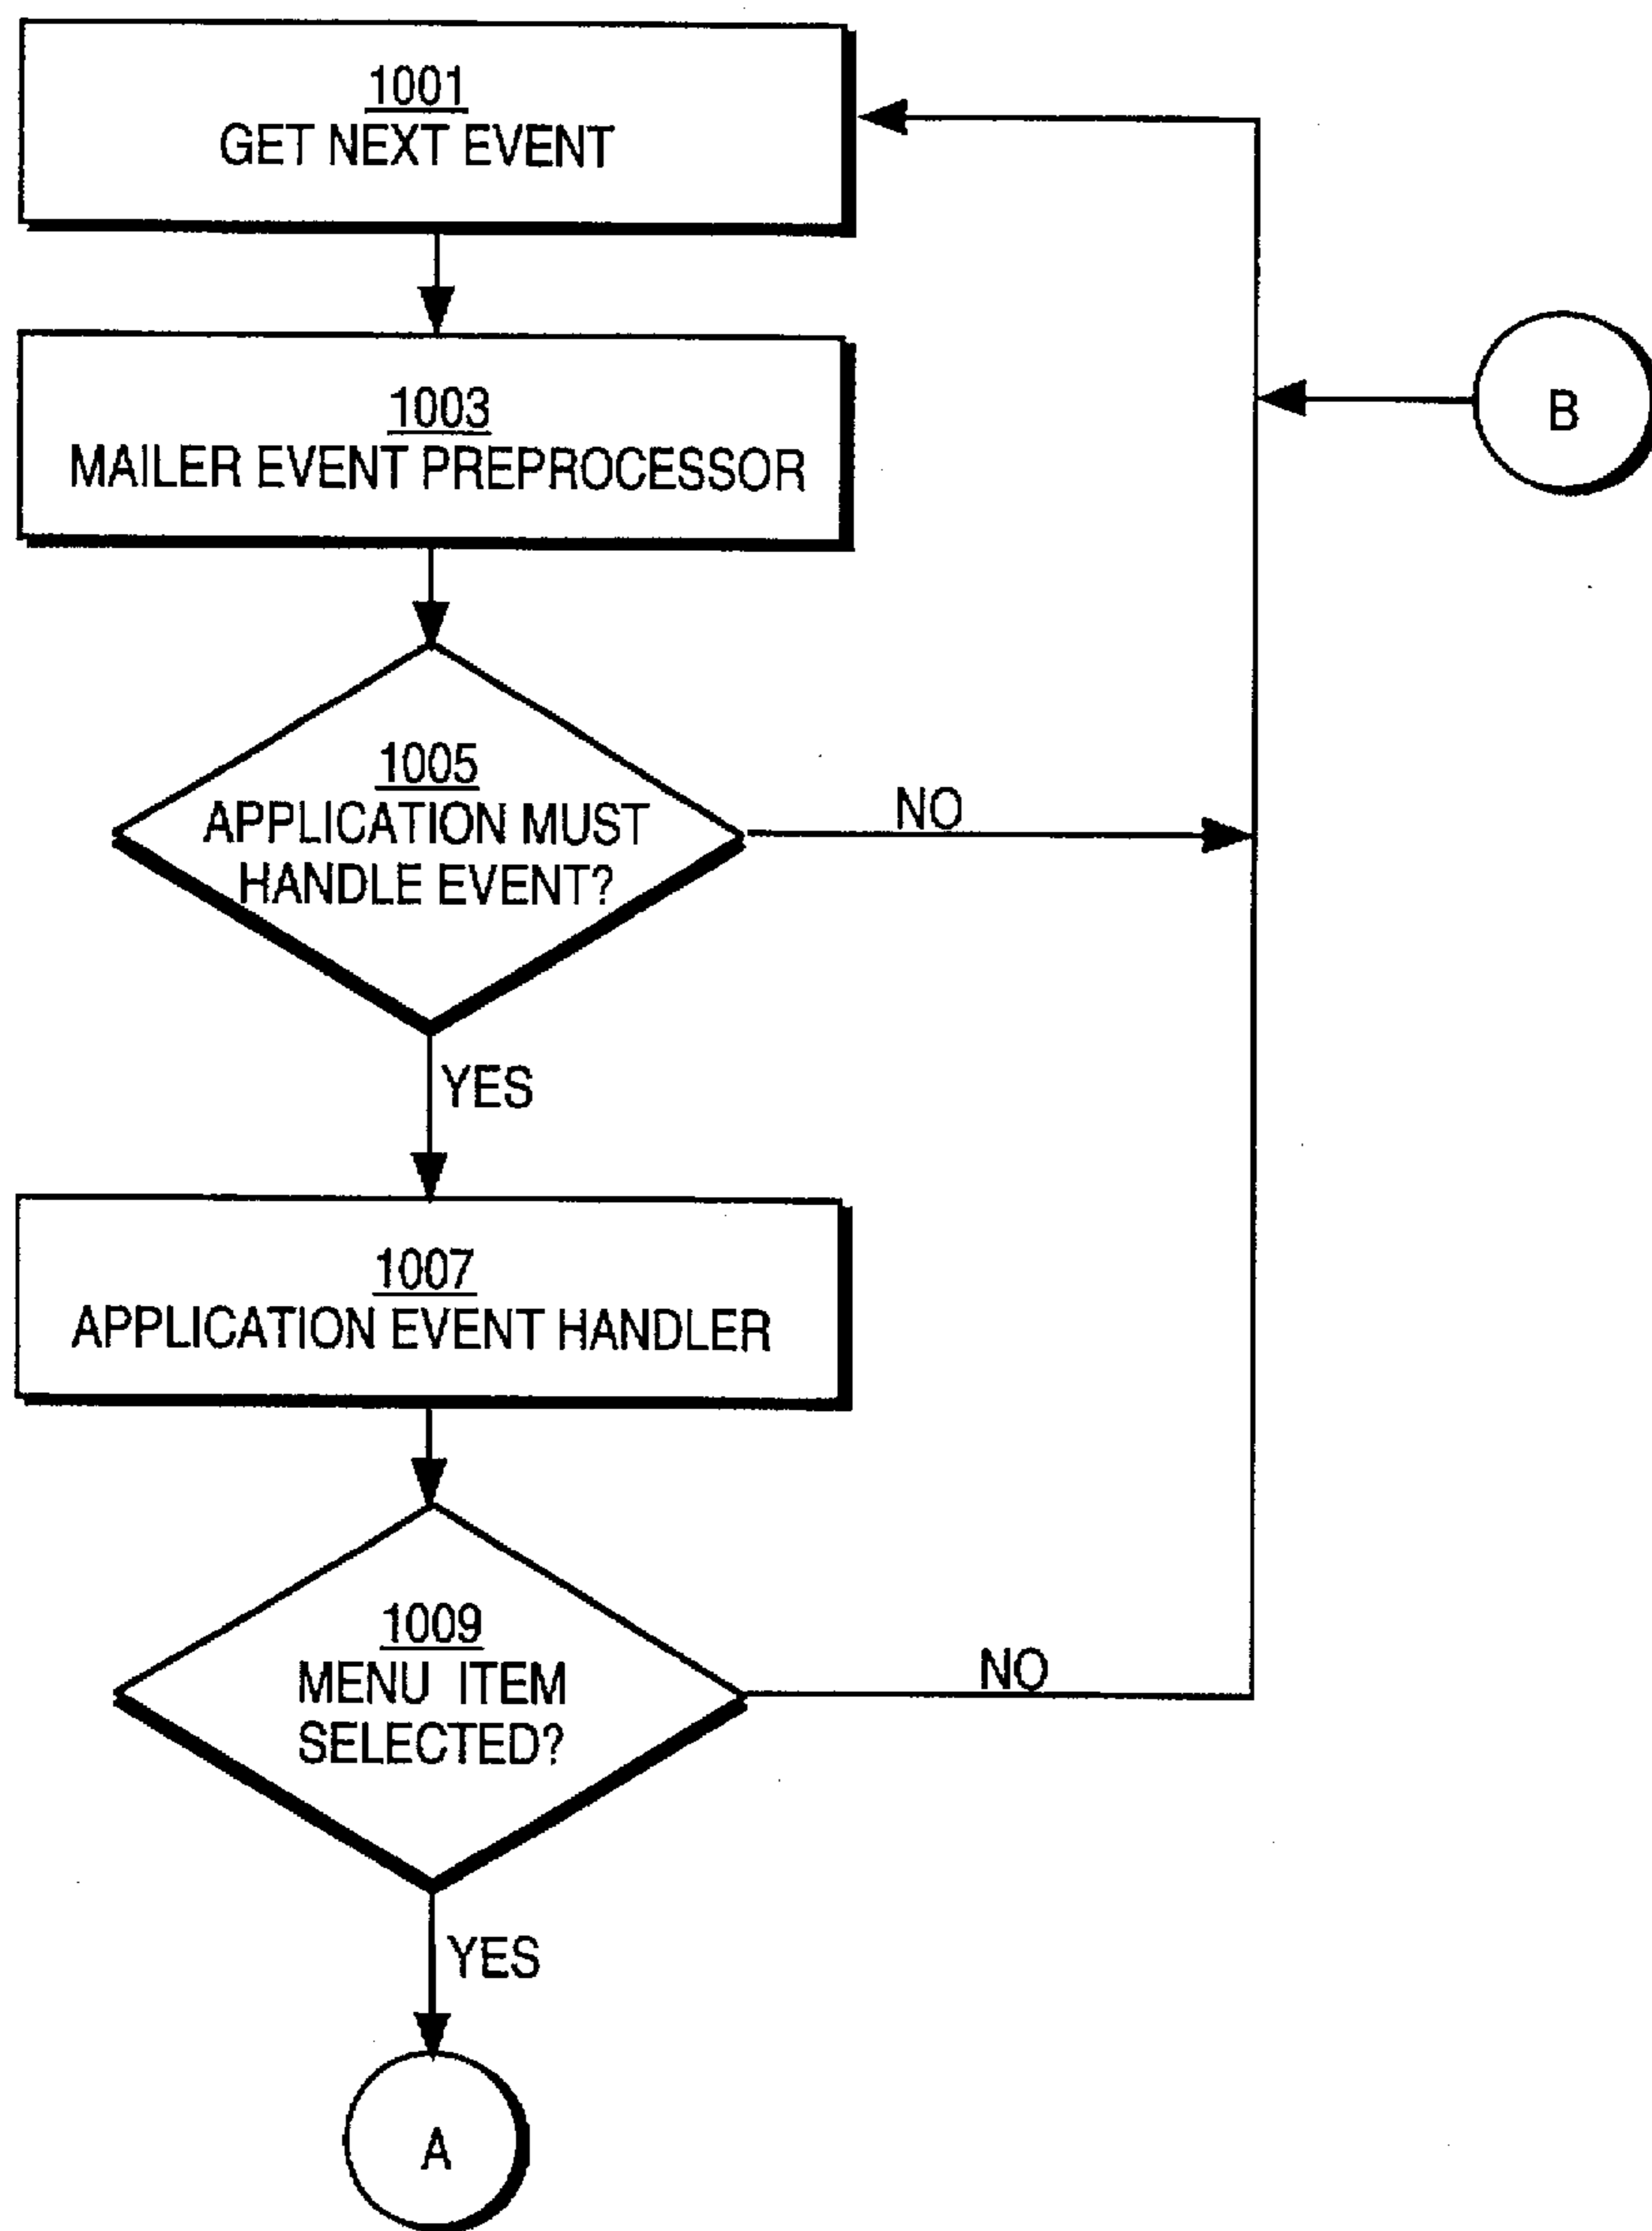 1001
GET NEXT EVENT
1003
MAILER EVENT PREPROCESSOR
B
1005
APPLICATION MUST
HANDLE EVENT?
NO
YES
1007
APPLICATION EVENT HANDLER
1009
MENU ITEM
SELECTED?
NO
YES
A